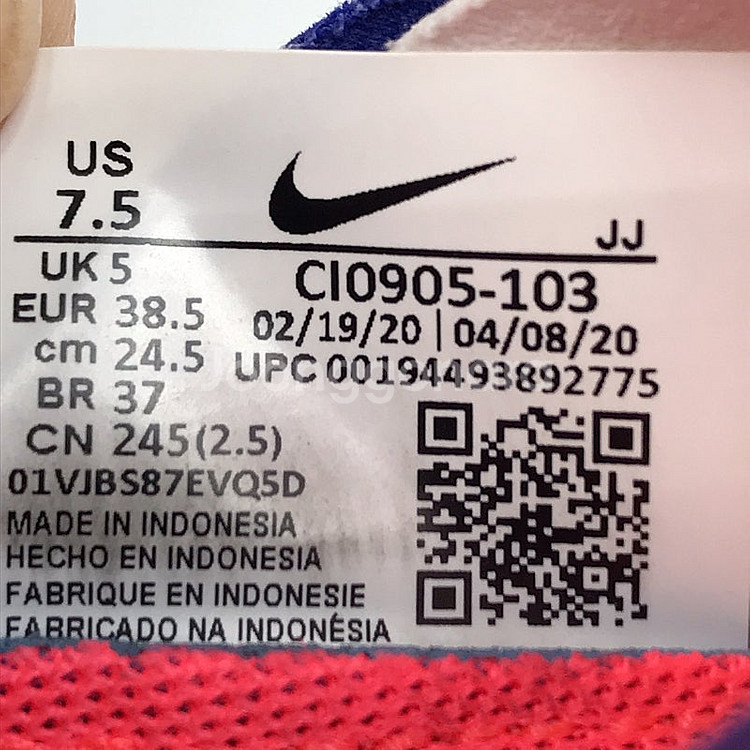 US
7.5
JJ
UK 5
CI0905-103
EUR 38.5
02/19/20 | 04/08/20
cm 24.5
UPC 00194493892775
BR 37
CN 245(2.5)
01VJBS87EVQ5D
MADE IN INDONESIA
HECHO EN INDONESIA
FABRIQUE EN INDONESIE
FABRICADO NA INDONÉSIA